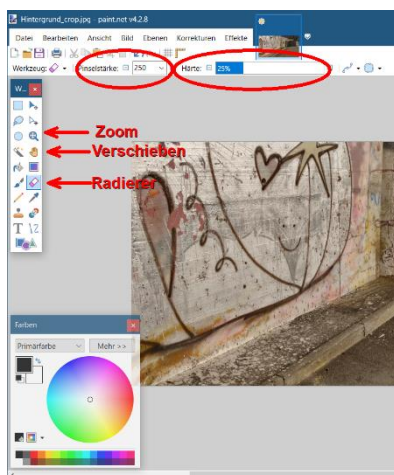 Hintergrund_crop.jpg - paint.net v4.2.8
Datei Bearbeiten Ansicht Bild Ebenen Korrekturen Effekte
Werkzeug: Pinselstärke: 250 Härte: 25%
W...
Zoom
Verschieben
Radierer
T
Farben
Primärfarbe Mehr >>